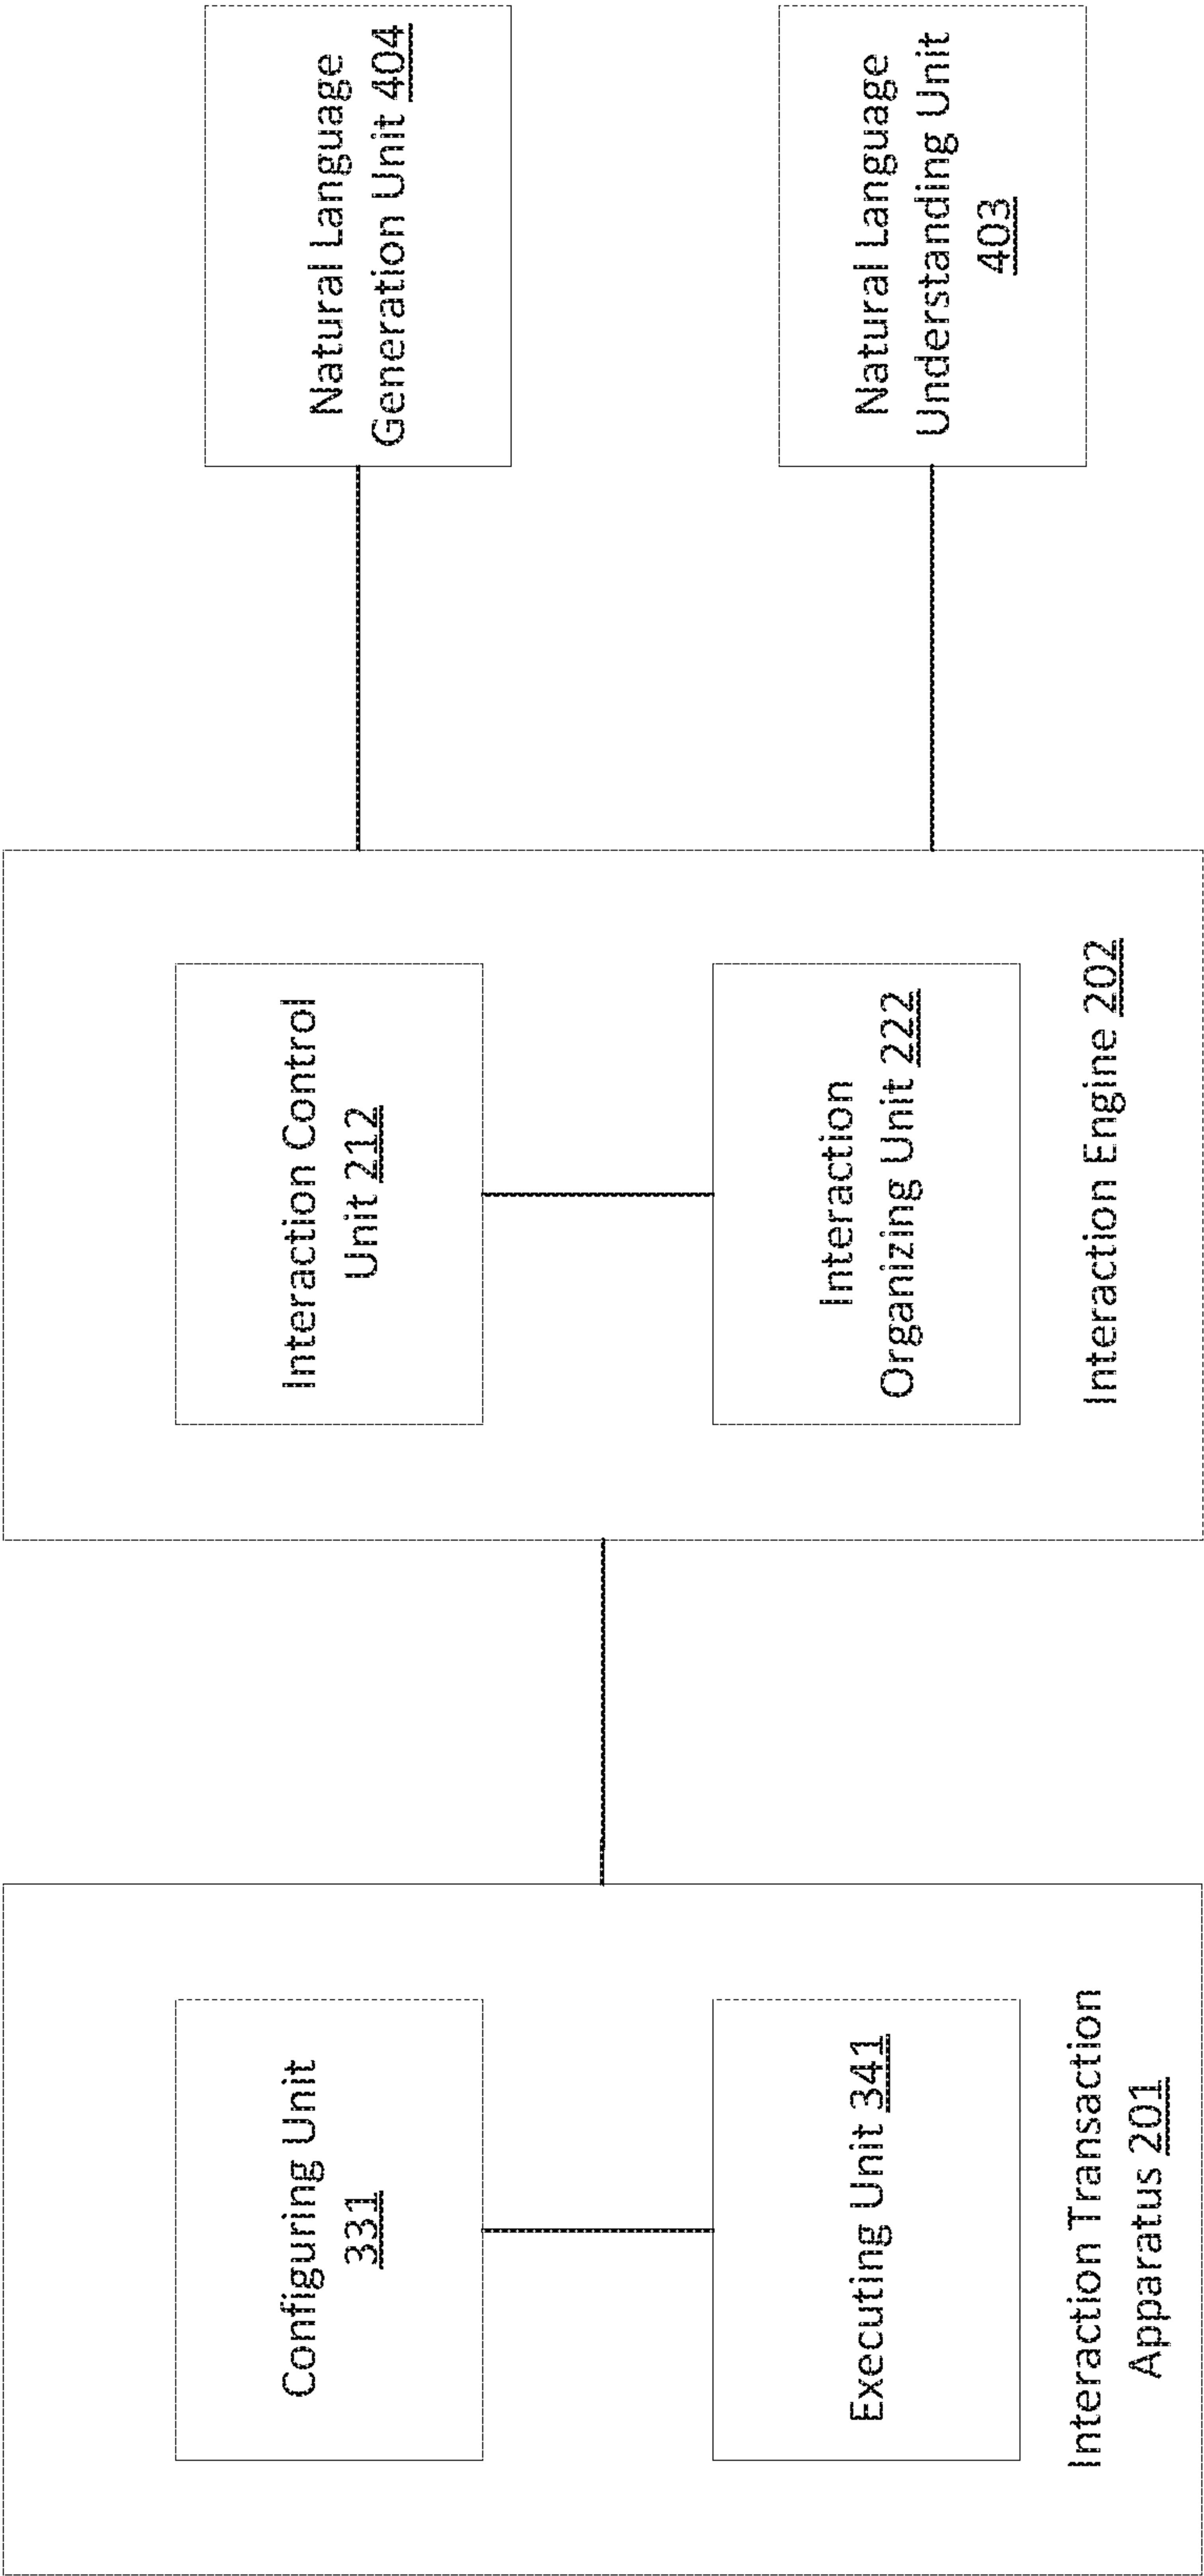 Configuring Unit
331
Executing Unit 341
Interaction Transaction
Apparatus 201
Interaction Control
Unit 212
Interaction
Organizing Unit 222
Interaction Engine 202
Natural Language
Generation Unit 404
Natural Language
Understanding Unit
403